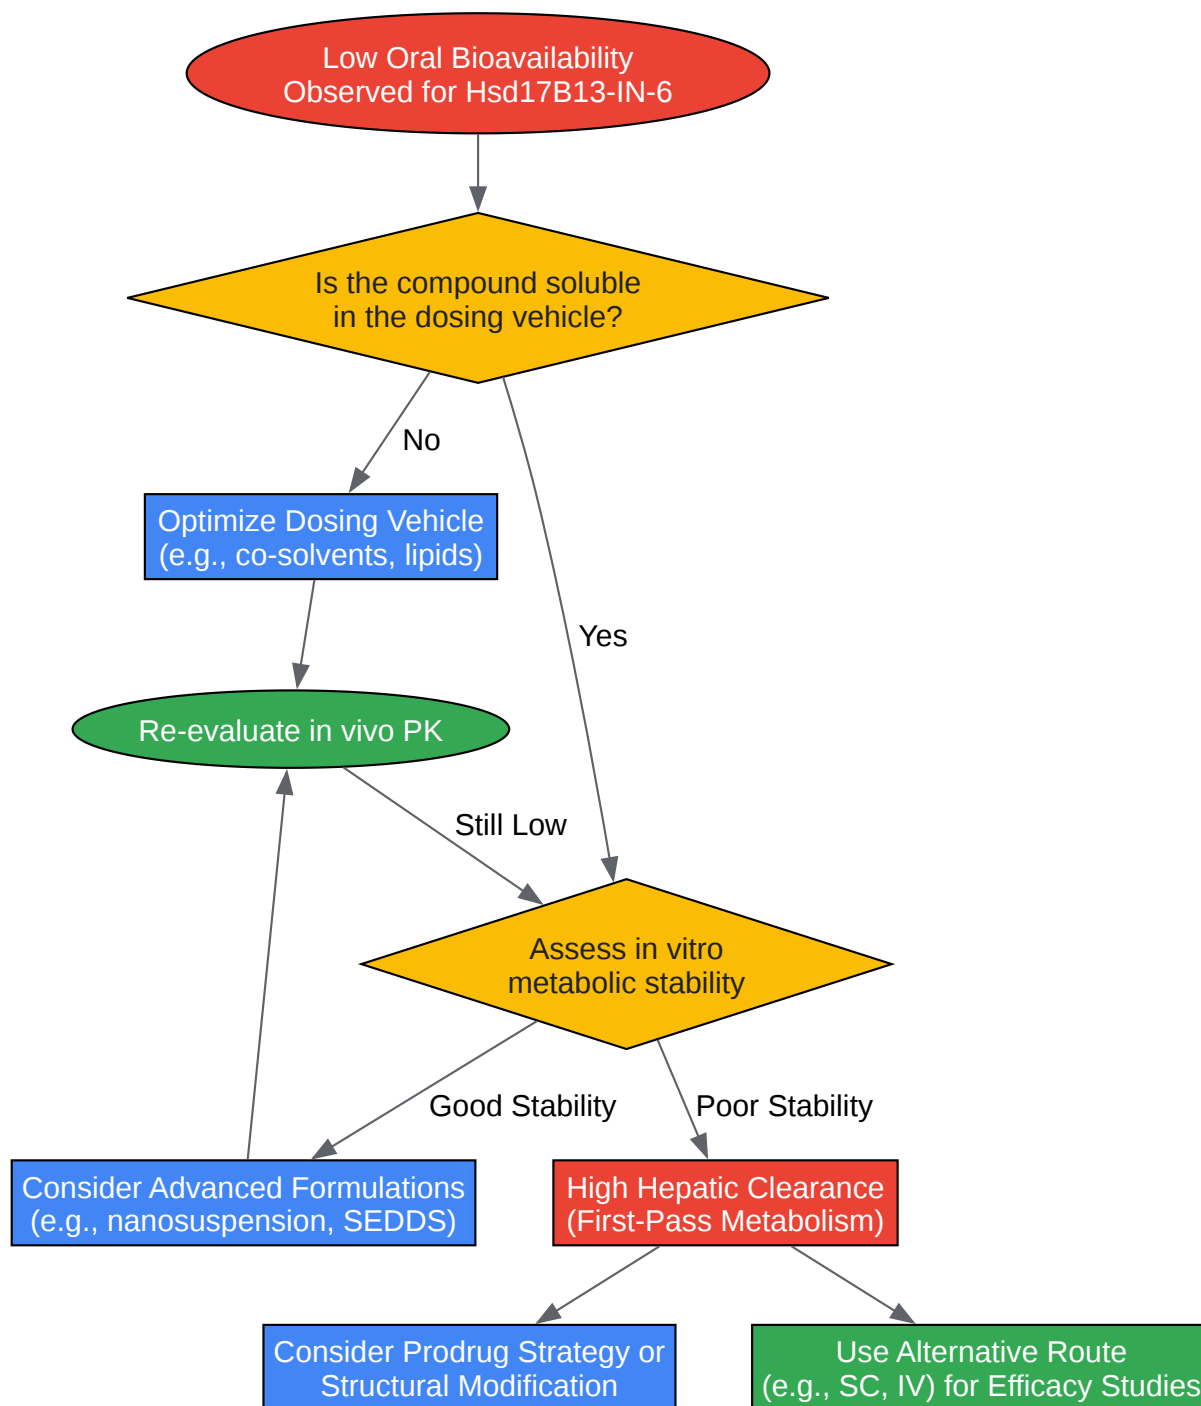 Low Oral Bioavailability
Observed for Hsd17B13-IN-6
Is the compound soluble
in the dosing vehicle?
No
Optimize Dosing Vehicle
(e.g., co-solvents, lipids)
Yes
Re-evaluate in vivo PK
Still Low
Assess in vitro
metabolic stability
Good Stability
Poor Stability
Consider Advanced Formulations
(e.g., nanosuspension, SEDDS)
High Hepatic Clearance
(First-Pass Metabolism)
Consider Prodrug Strategy or
Structural Modification
Use Alternative Route
(e.g., SC, IV) for Efficacy Studies